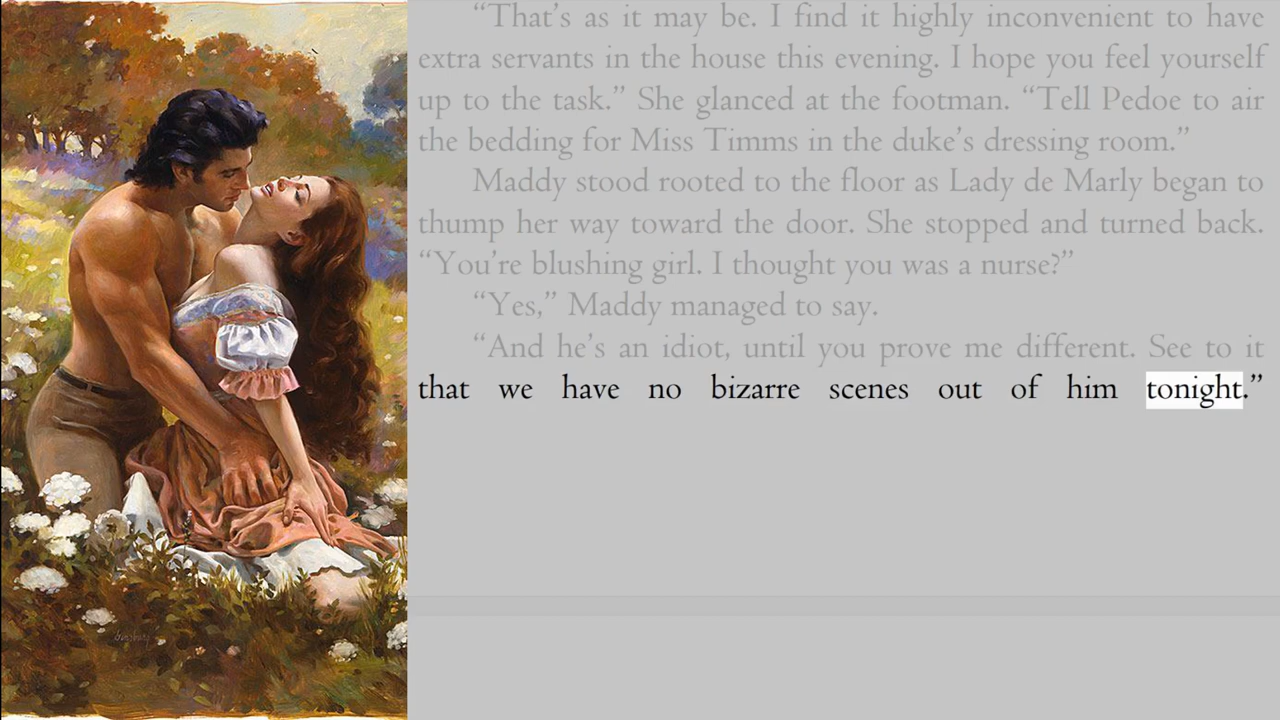 “That’s as it may be. I find it highly inconvenient to have
extra servants in the house this evening. I hope you feel yourself
up to the task.” She glanced at the footman. “Tell Pedoe to air
the bedding for Miss Timms in the duke’s dressing room.”
Maddy stood rooted to the floor as Lady de Marly began to
thump her way toward the door. She stopped and turned back.
“You’re blushing girl. I thought you was a nurse?”
“Yes,” Maddy managed to say.
“And he’s an idiot, until you prove me different. See to it
that we have no bizarre scenes out of him tonight.”